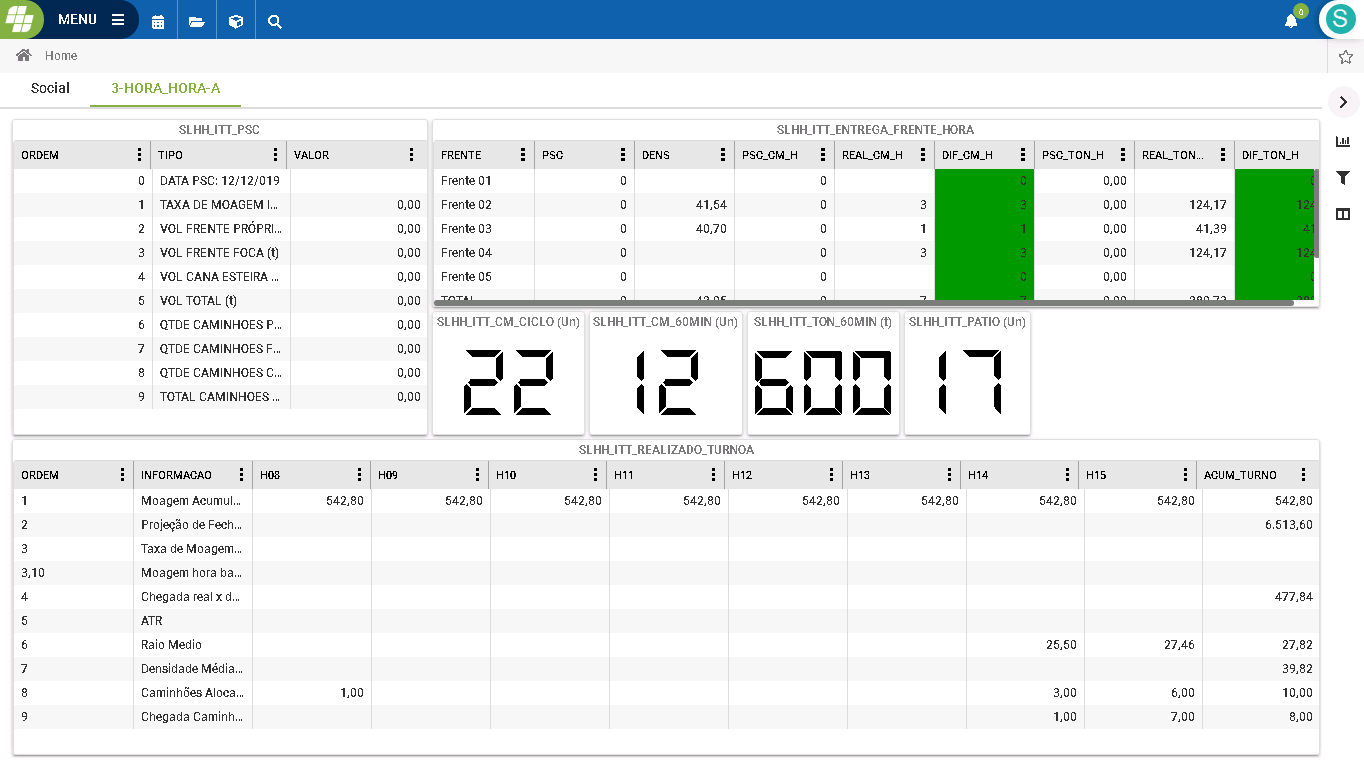 MENU
0
S
Home
Social 3-HORA_HORA-A
SLHH_ITT_PSC
ORDEM TIPO VALOR
0 DATA PSC: 12/12/019
1 TAXA DE MOAGEM I... 0,00
2 VOL FRENTE PRÓPRI... 0,00
3 VOL FRENTE FOCA (t) 0,00
4 VOL CANA ESTEIRA ... 0,00
5 VOL TOTAL (t) 0,00
6 QTDE CAMINHOES P... 0,00
7 QTDE CAMINHOES F... 0,00
8 QTDE CAMINHOES C... 0,00
9 TOTAL CAMINHOES ... 0,00
SLHH_ITT_ENTREGA_FRENTE_HORA
FRENTE PSC DENS PSC_CM_H REAL_CM_H DIF_CM_H PSC_TON_H REAL_TON... DIF_TON_H
Frente 01 0 0 0 0,00 0
Frente 02 0 41,54 0 3 3 0,00 124,17 124
Frente 03 0 40,70 0 1 1 0,00 41,39 41
Frente 04 0 0 3 3 0,00 124,17 124
Frente 05 0 0 0 0,00 0
TOTAL 0 0 7 7 0,00
SLHH_ITT_CM_CICLO (Un) SLHH_ITT_CM_60MIN (Un) SLHH_ITT_TON_60MIN (t) SLHH_ITT_PATIO (Un)
22 12 600 17
SLHH_ITT_REALIZADO_TURNOA
ORDEM INFORMACAO H08 H09 H10 H11 H12 H13 H14 H15 ACUM_TURNO
1 Moagem Acumul... 542,80 542,80 542,80 542,80 542,80 542,80 542,80 542,80 542,80
2 Projeção de Fech... 6.513,60
3 Taxa de Moagem...
3,10 Moagem hora ba...
4 Chegada real x d... 477,84
5 ATR
6 Raio Medio 25,50 27,46 27,82
7 Densidade Média... 39,82
8 Caminhões Aloca... 1,00 3,00 6,00 10,00
9 Chegada Caminh... 1,00 7,00 8,00